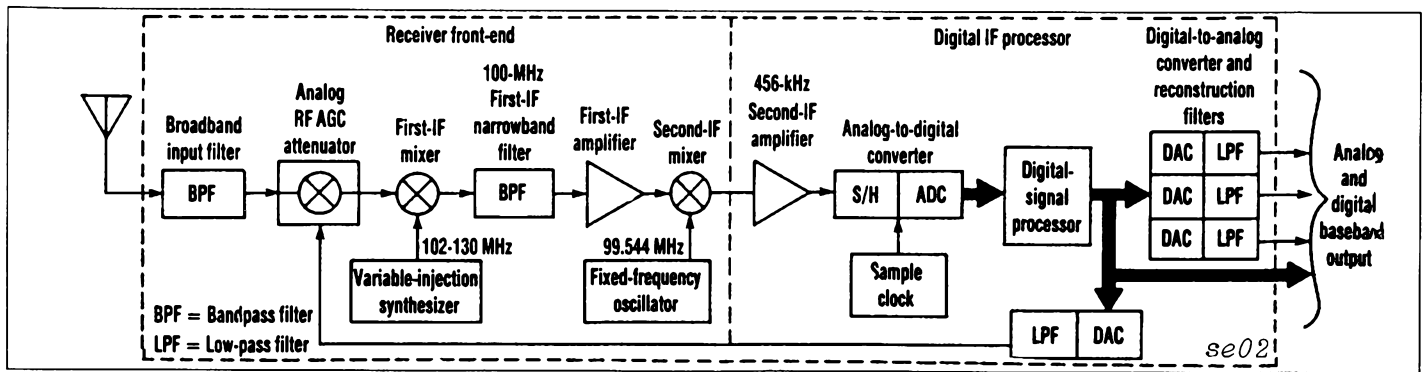 Receiver front-end
Digital IF processor
Digital-to-analog
converter and
reconstruction
filters
100-MHz
First-IF
narrowband
filter
456-kHz
Second-IF
amplifier
Analog
RF AGC
attenuator
First-IF
amplifier
Broadband
input filter
First-IF
mixer
Second-IF
mixer
Analog-to-digital
converter
BPF
BPF
S/H
ADC
Digital-
signal
processor
DAC
LPF
DAC
LPF
DAC
LPF
Analog
and
digital
baseband
output
102-130 MHz
99.544 MHz
Variable-injection
synthesizer
Fixed-frequency
oscillator
Sample
clock
BPF = Bandpass filter
LPF = Low-pass filter
LPF
DAC
se02